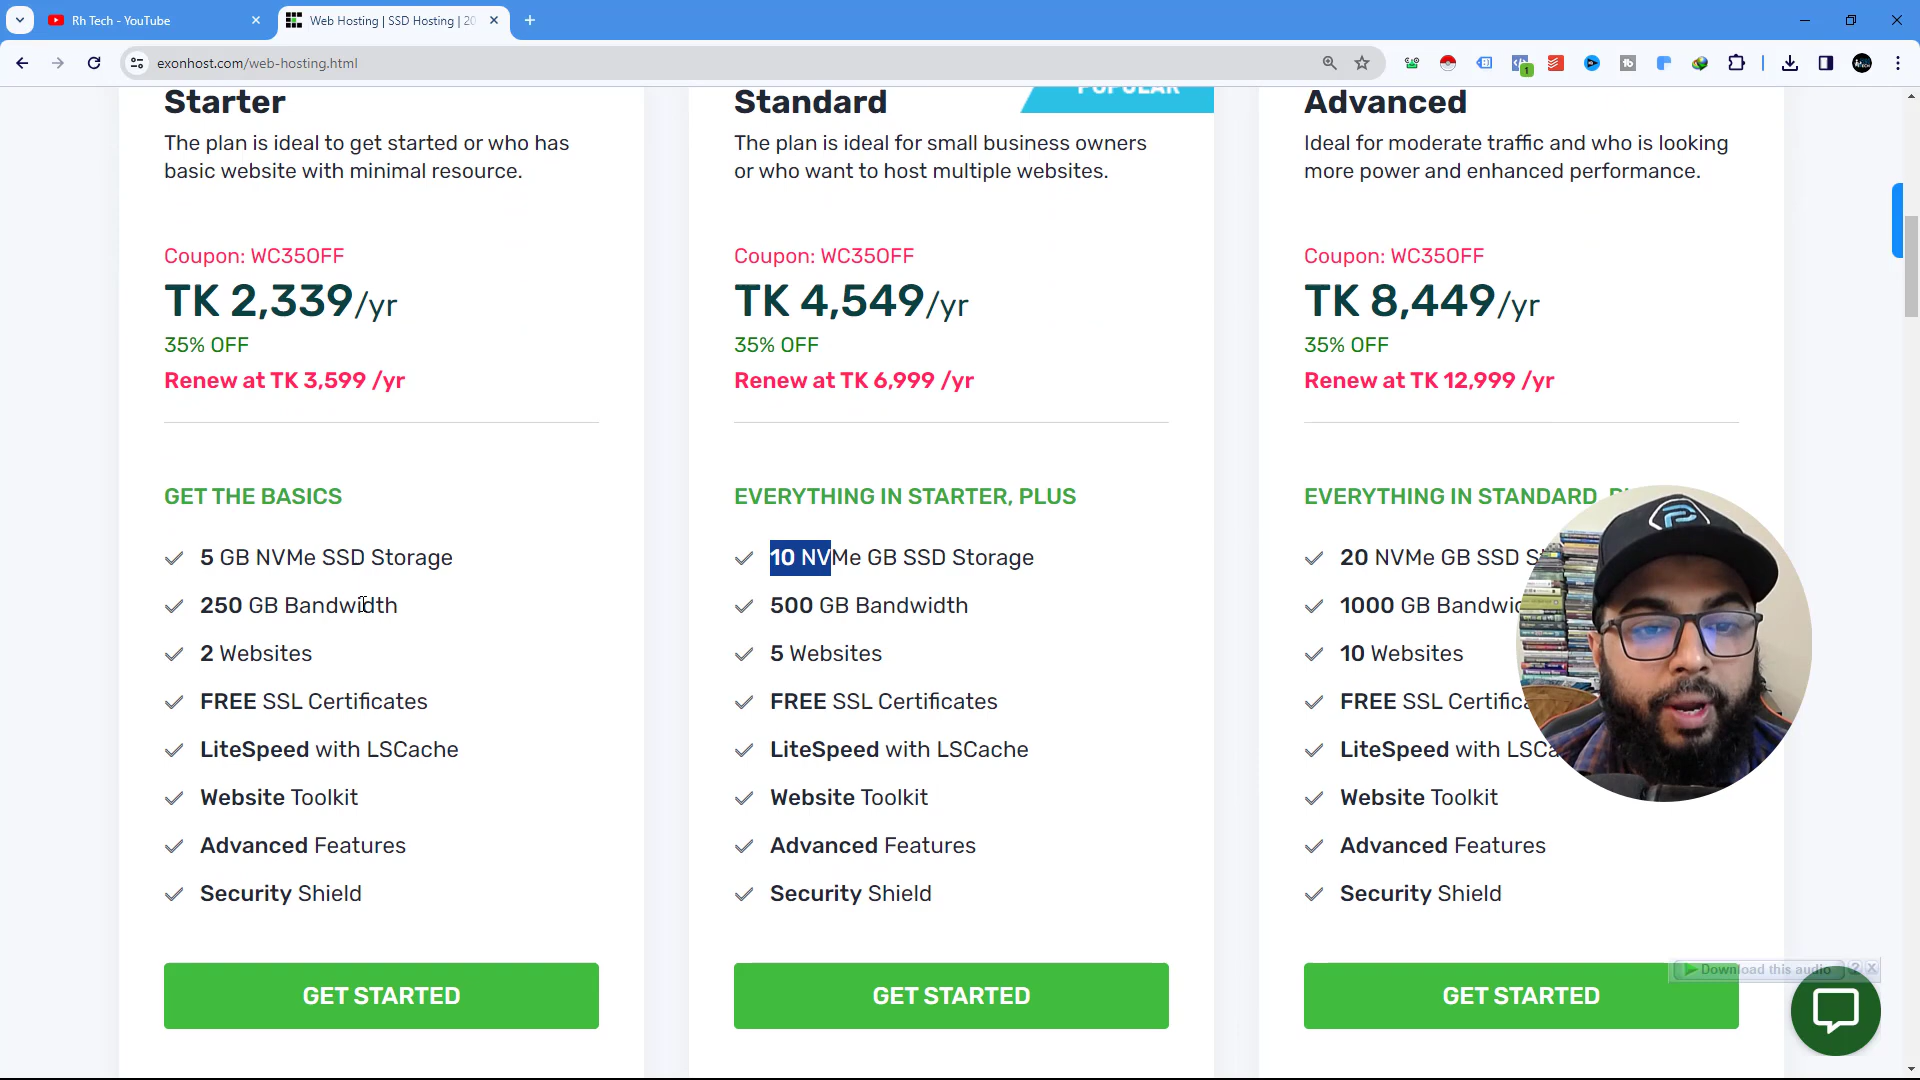 Rh Tech - YouTube
Web Hosting | SSD Hosting | 20
exonhost.com/web-hosting.html
Starter
The plan is ideal to get started or who has
basic website with minimal resource.
Coupon: WC35OFF
TK 2,339/yr
35% OFF
Renew at TK 3,599 /yr
GET THE BASICS
5 GB NVMe SSD Storage
250 GB Bandwidth
2 Websites
FREE SSL Certificates
LiteSpeed with LSCache
Website Toolkit
Advanced Features
Security Shield
GET STARTED
POPULAR
Standard
The plan is ideal for small business owners
or who want to host multiple websites.
Coupon: WC35OFF
TK 4,549/yr
35% OFF
Renew at TK 6,999 /yr
EVERYTHING IN STARTER, PLUS
10 NVMe GB SSD Storage
500 GB Bandwidth
5 Websites
FREE SSL Certificates
LiteSpeed with LSCache
Website Toolkit
Advanced Features
Security Shield
GET STARTED
Advanced
Ideal for moderate traffic and who is looking
more power and enhanced performance.
Coupon: WC35OFF
TK 8,449/yr
35% OFF
Renew at TK 12,999 /yr
EVERYTHING IN STANDARD,
20 NVMe GB SSD S
1000 GB Bandwid
10 Websites
FREE SSL Certifica
LiteSpeed with LSCa
Website Toolkit
Advanced Features
Security Shield
GET STARTED
Download this audio